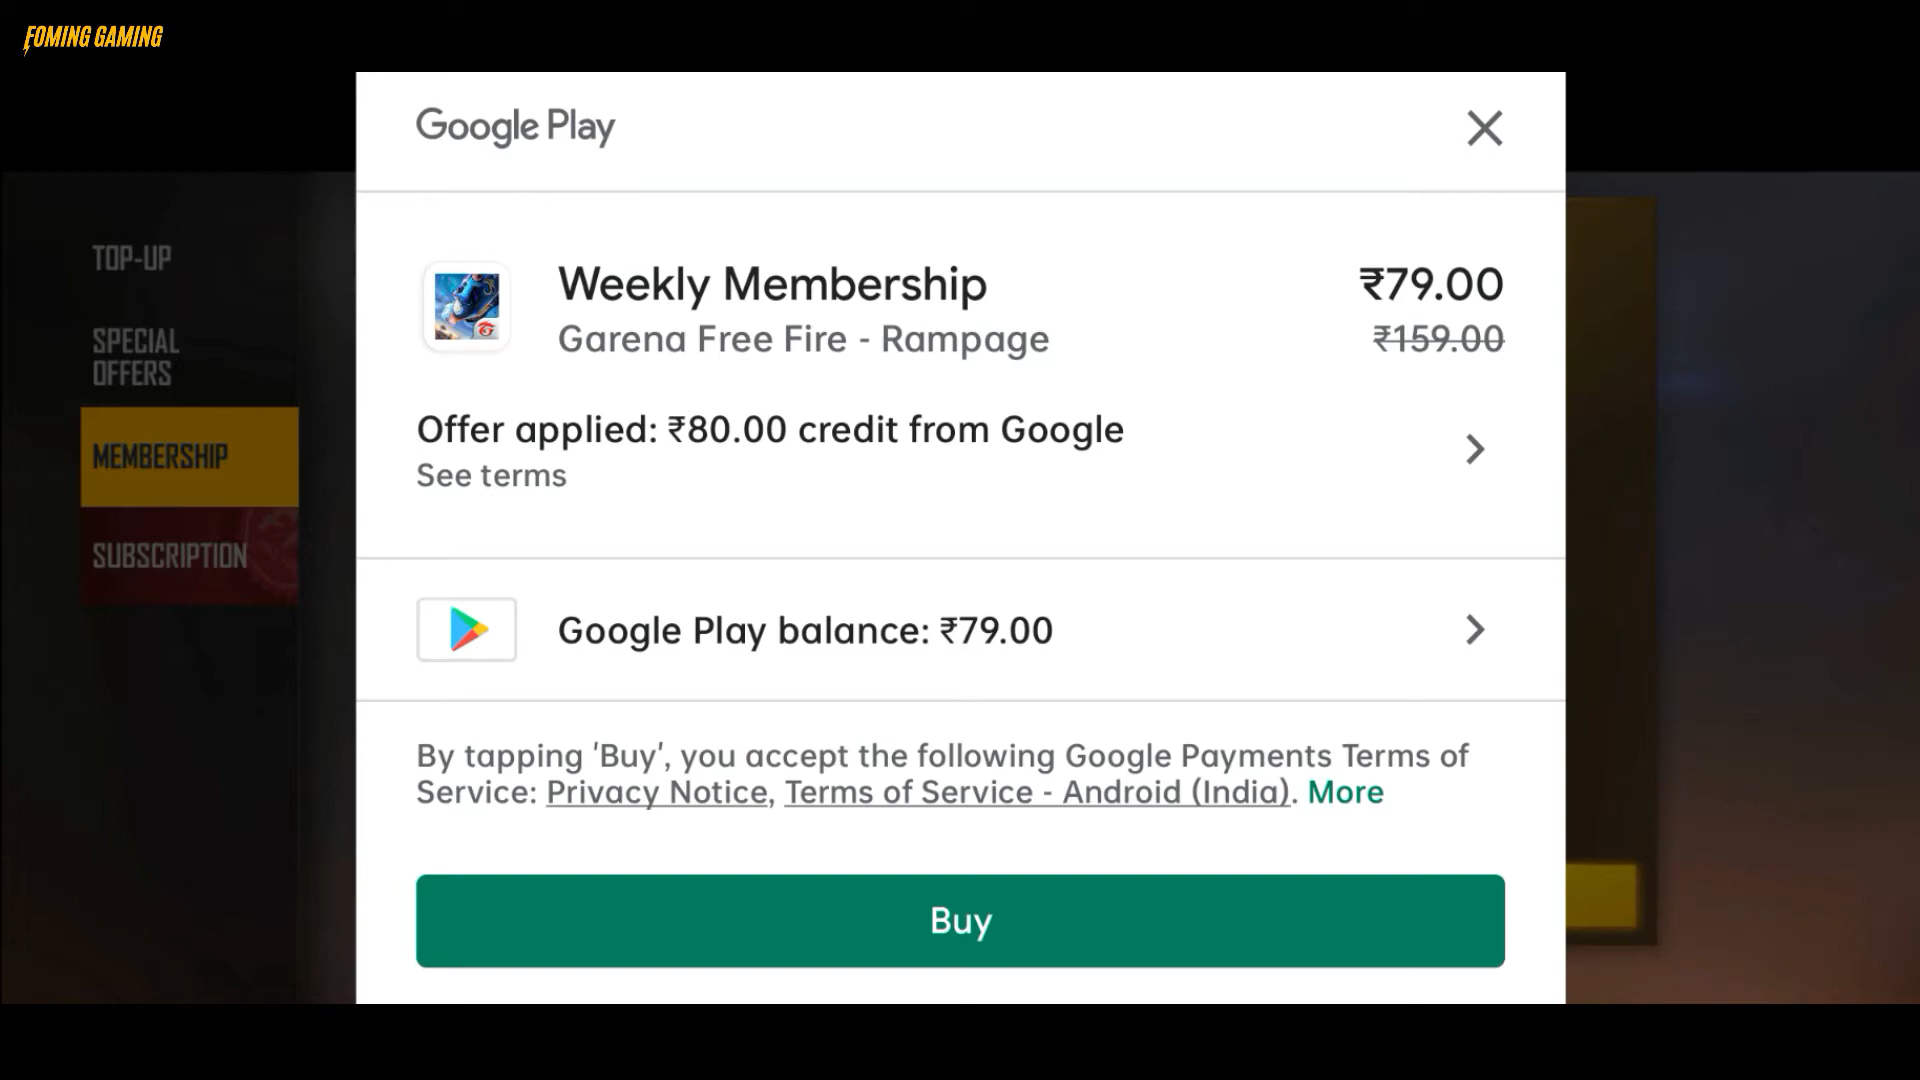 FOMING GAMING
Google Play
TOP-UP
SPECIAL
OFFERS
MEMBERSHIP
SUBSCRIPTION
Weekly Membership
₹79.00
Garena Free Fire - Rampage
₹159.00
Offer applied: ₹80.00 credit from Google
See terms
Google Play balance: ₹79.00
By tapping 'Buy', you accept the following Google Payments Terms of
Service: Privacy Notice, Terms of Service - Android (India). More
Buy